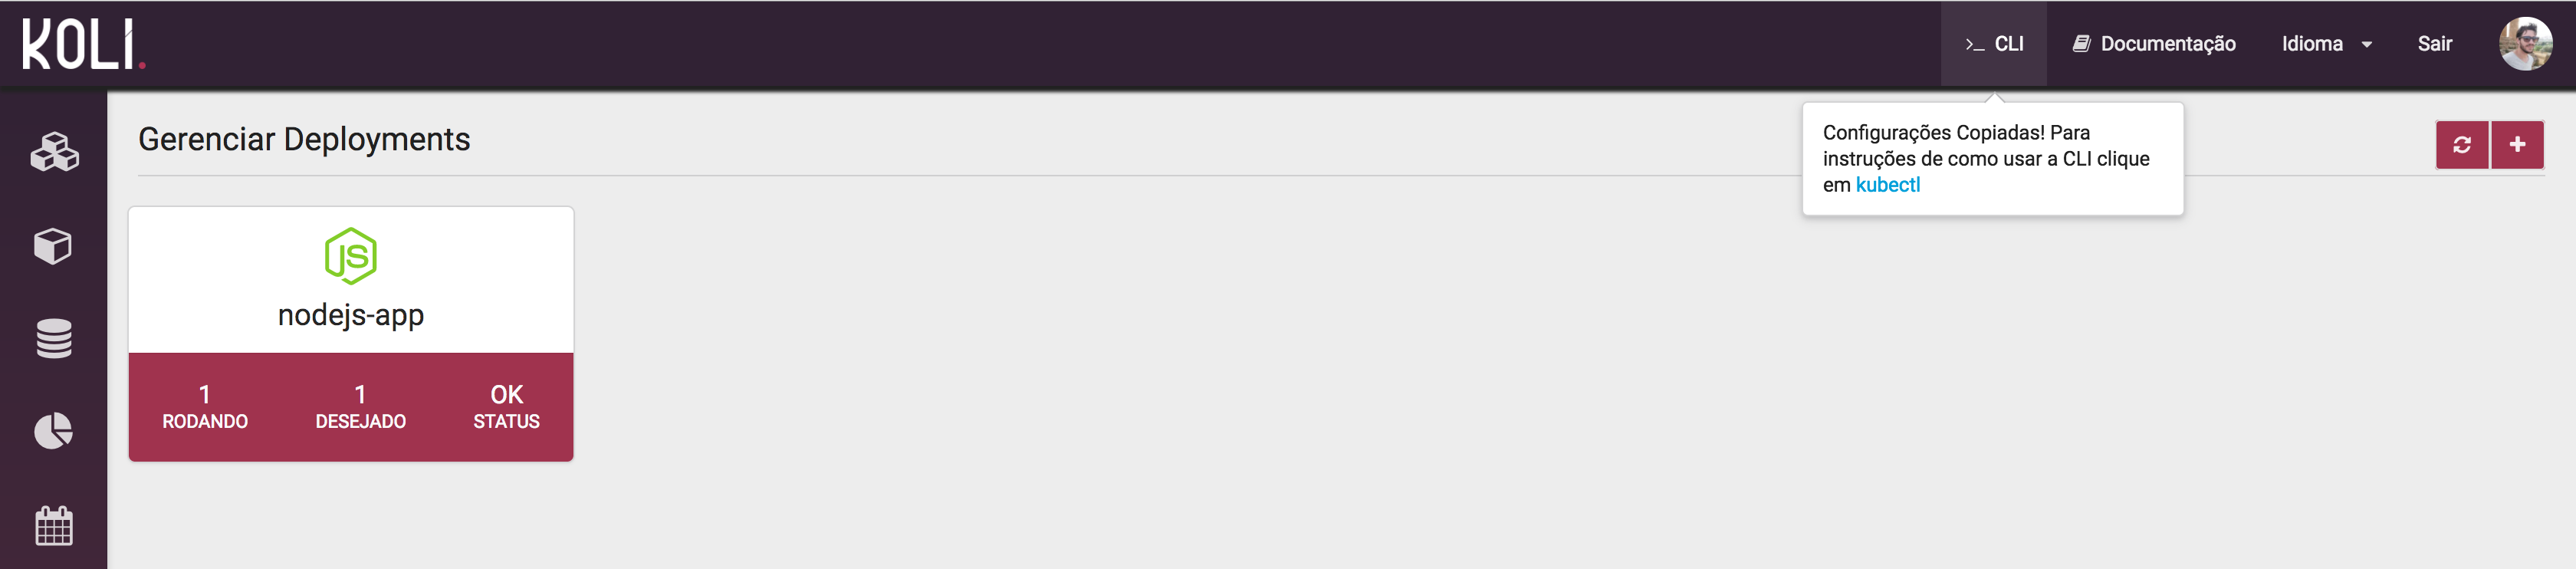 KOLI.
>_ CLI
Documentação
Idioma
Sair
Gerenciar Deployments
Configurações Copiadas! Para
instruções de como usar a CLI clique
em kubectl
JS
nodejs-app
1 1 OK
RODANDO DESEJADO STATUS